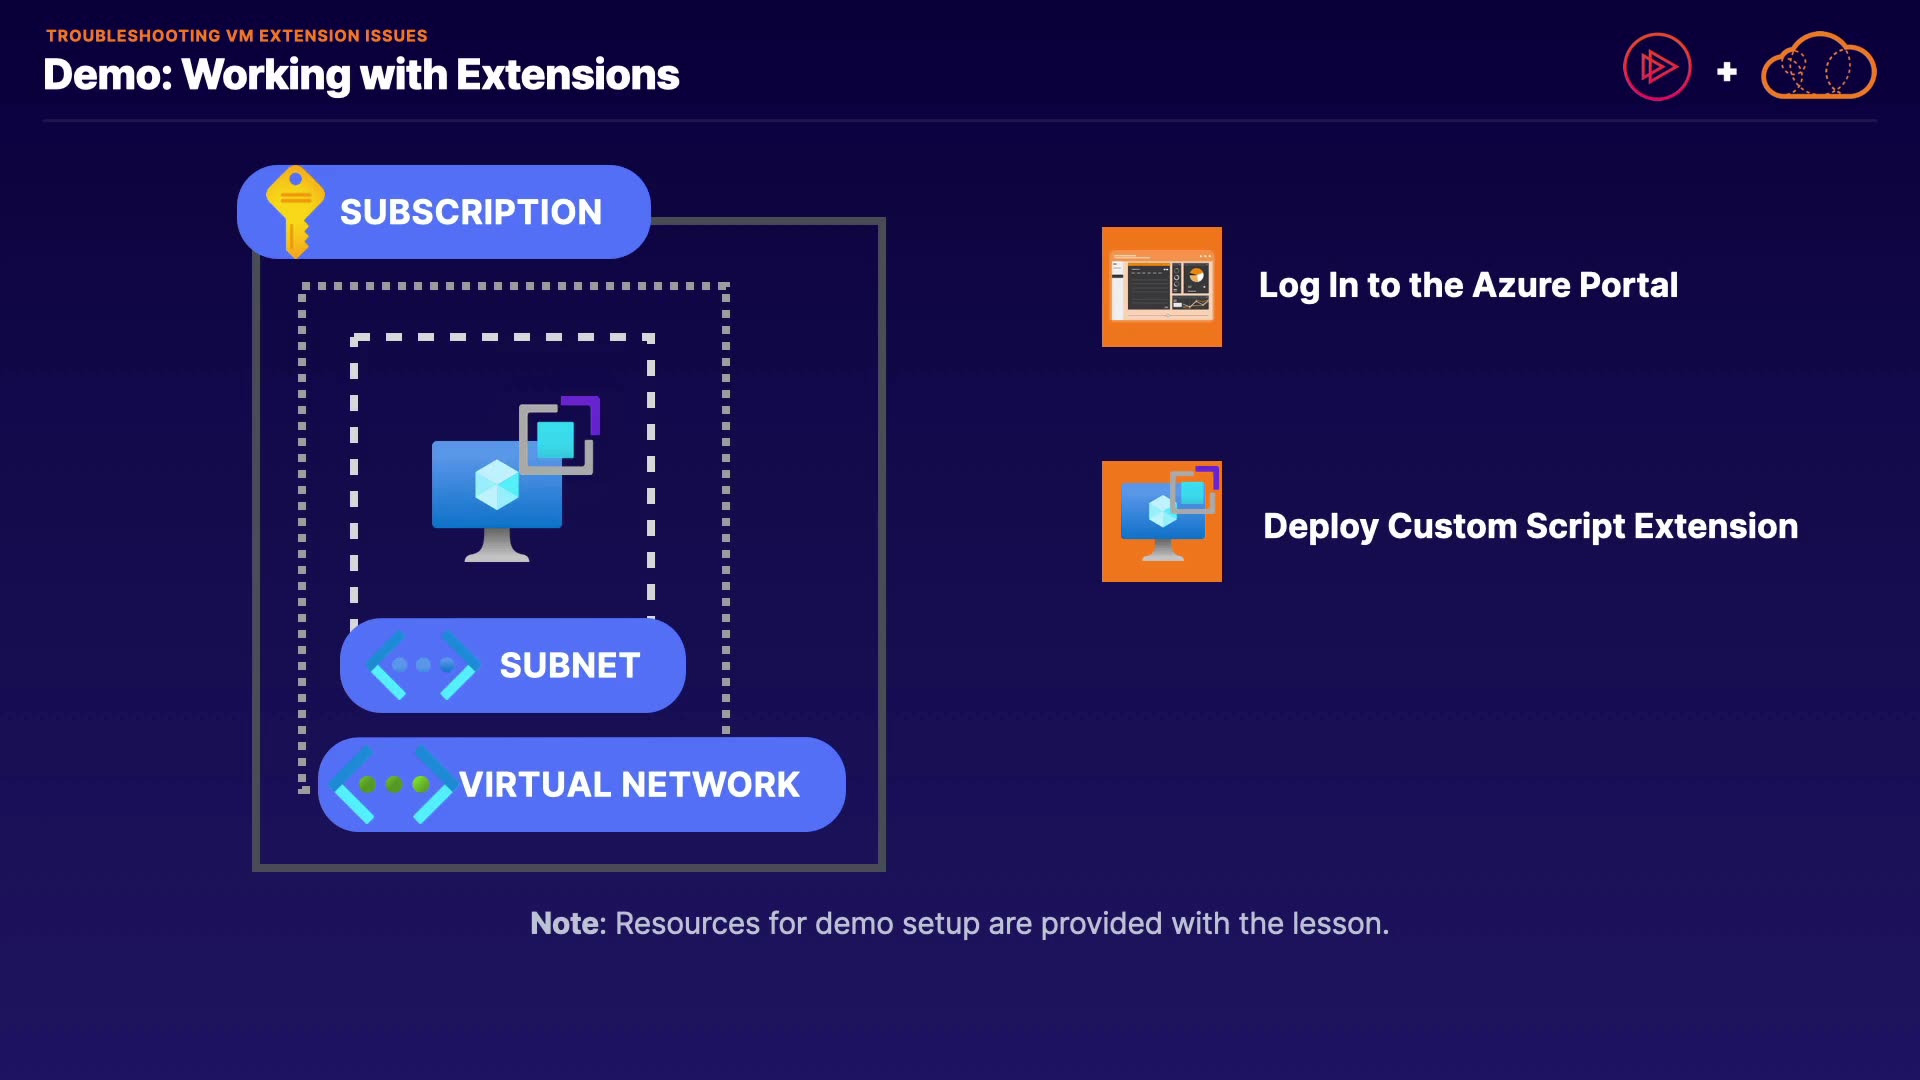 TROUBLESHOOTING VM EXTENSION ISSUES
Demo: Working with Extensions
SUBSCRIPTION
SUBNET
VIRTUAL NETWORK
Log In to the Azure Portal
Deploy Custom Script Extension
Note: Resources for demo setup are provided with the lesson.